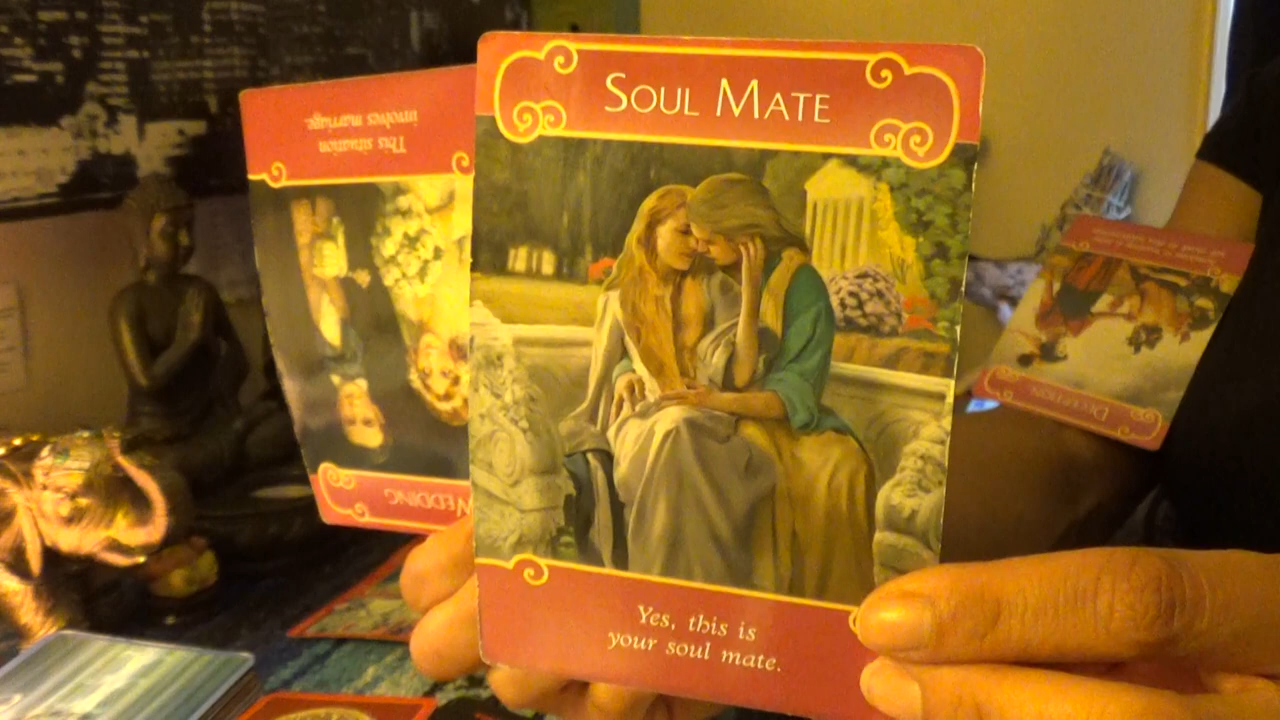 SOUL MATE
Yes, this is
your soul mate.
This situation
involves marriage.
WEDDING
DECEPTION